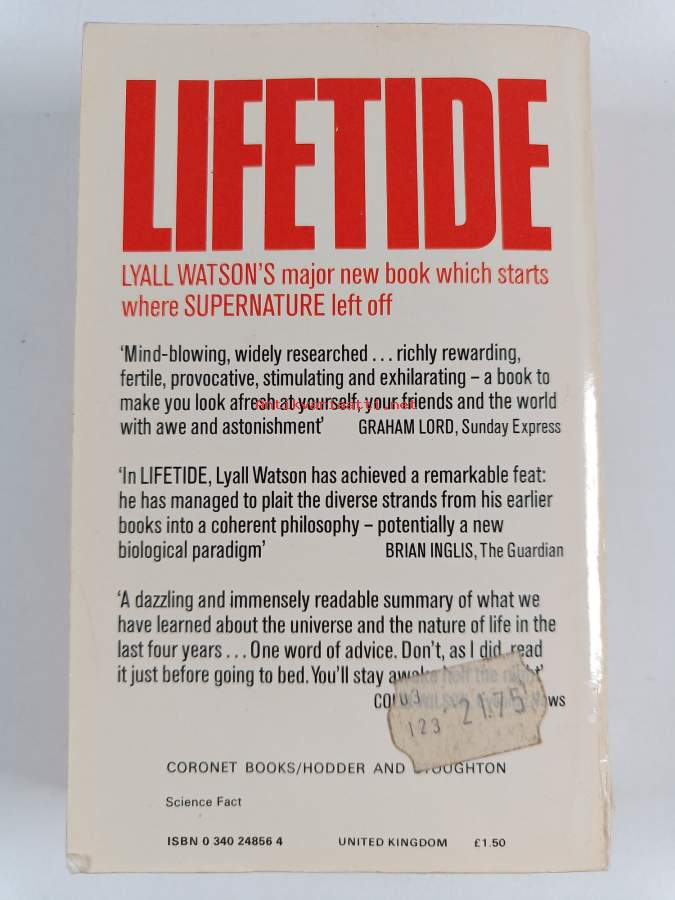 LIFETIDE
LYALL WATSON'S major new book which starts
where SUPERNATURE left off
'Mind-blowing, widely researched ... richly rewarding,
fertile, provocative, stimulating and exhilarating – a book to
make you look afresh at yourself, your friends and the world
antikvariaatti.net
with awe and astonishment' GRAHAM LORD, Sunday Express
'In LIFETIDE, Lyall Watson has achieved a remarkable feat:
he has managed to plait the diverse strands from his earlier
books into a coherent philosophy – potentially a new
biological paradigm' BRIAN INGLIS, The Guardian
'A dazzling and immensely readable summary of what we
have learned about the universe and the nature of life in the
last four years ... One word of advice. Don't, as I did, read
it just before going to bed. You'll stay awake half the night'
WILSON,
123 21.75
CORONET BOOKS/HODDER AND STOUGHTON
Science Fact
ISBN 0 340 24856 4 UNITED KINGDOM £1.50